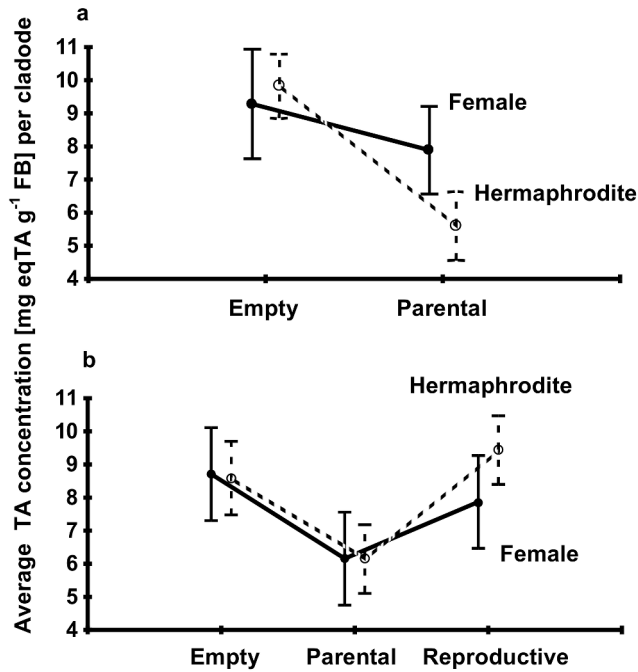 Average TA concentration [mg eqTA g⁻¹ FB] per cladode
a
11
10
9
8
7
6
5
4
Female
Hermaphrodite
Empty Parental
b
11
10
9
8
7
6
5
4
Hermaphrodite
Female
Empty Parental Reproductive